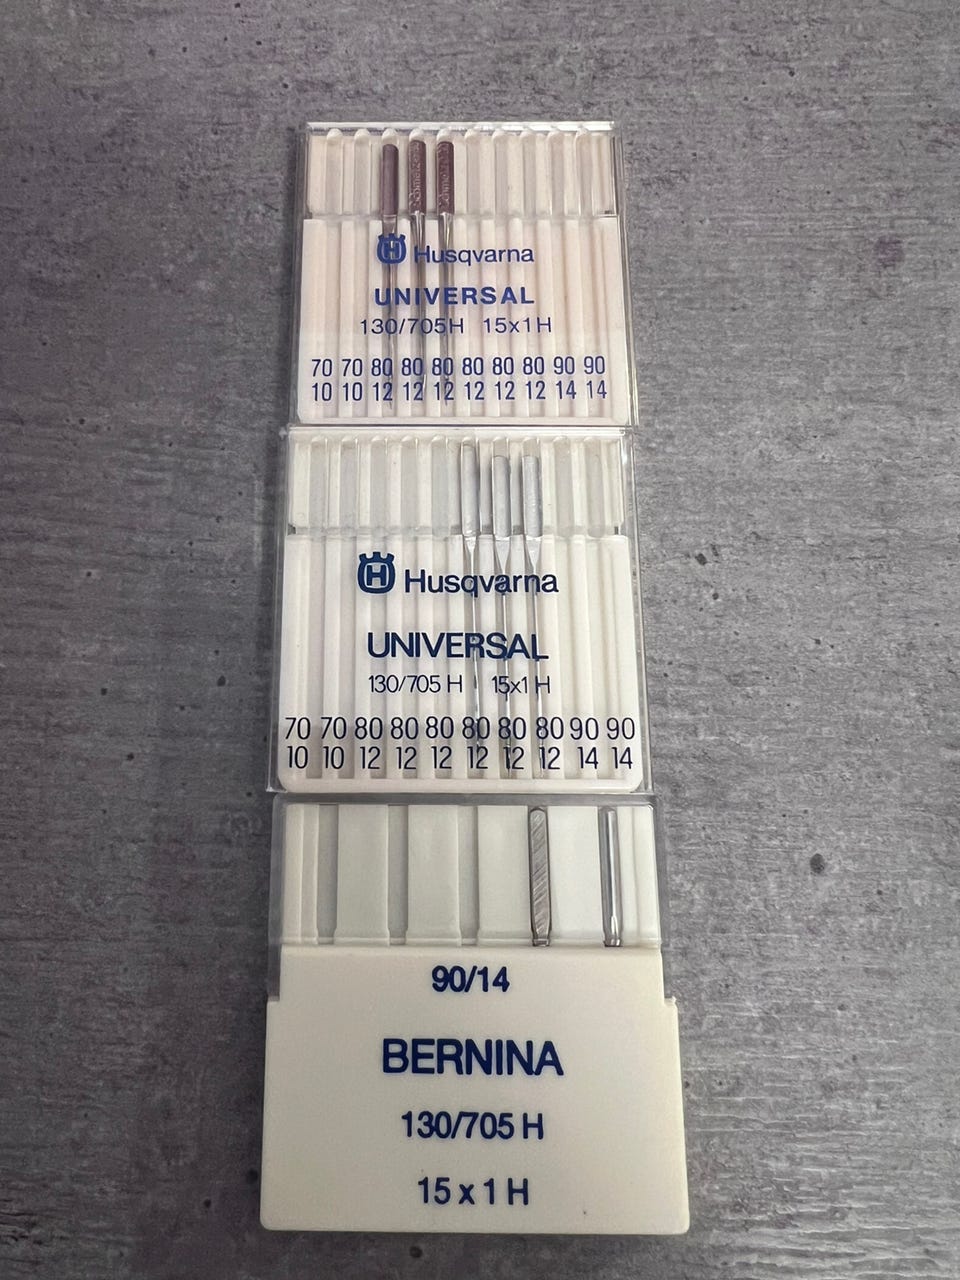 Husqvarna
UNIVERSAL
130/705H 15x1H
70 70 80 80 80 80 80 80 90 90
10 10 12 12 12 12 12 12 14 14
Husqvarna
UNIVERSAL
130/705 H 15x1 H
70 70 80 80 80 80 80 80 90 90
10 10 12 12 12 12 12 12 14 14
90/14
BERNINA
130/705 H
15 x 1 H